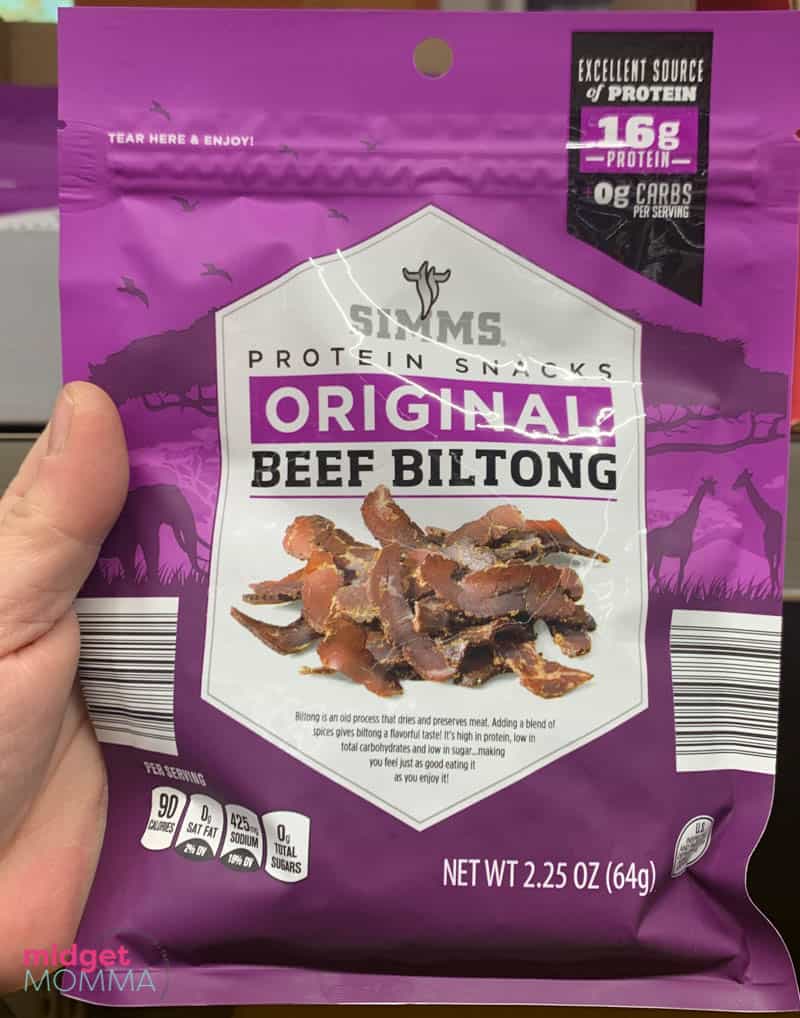 EXCELLENT SOURCE
of PROTEIN
16g
PROTEIN
0g CARBS
PER SERVING
TEAR HERE & ENJOY!
SIMMS
PROTEIN SNACKS
ORIGINAL
BEEF BILTONG
Biltong is an old process that dries and preserves meat. Adding a blend of
spices gives biltong a flavorful taste! It's high in protein, low in
total carbohydrates and low in sugar...making
you feel just as good eating it
as you enjoy it!
PER SERVING
90
CALORIES
0g
SAT FAT
2% DV
425mg
SODIUM
18% DV
0g
TOTAL
SUGARS
NET WT 2.25 OZ (64g)
U.S.
midget
MOMMA